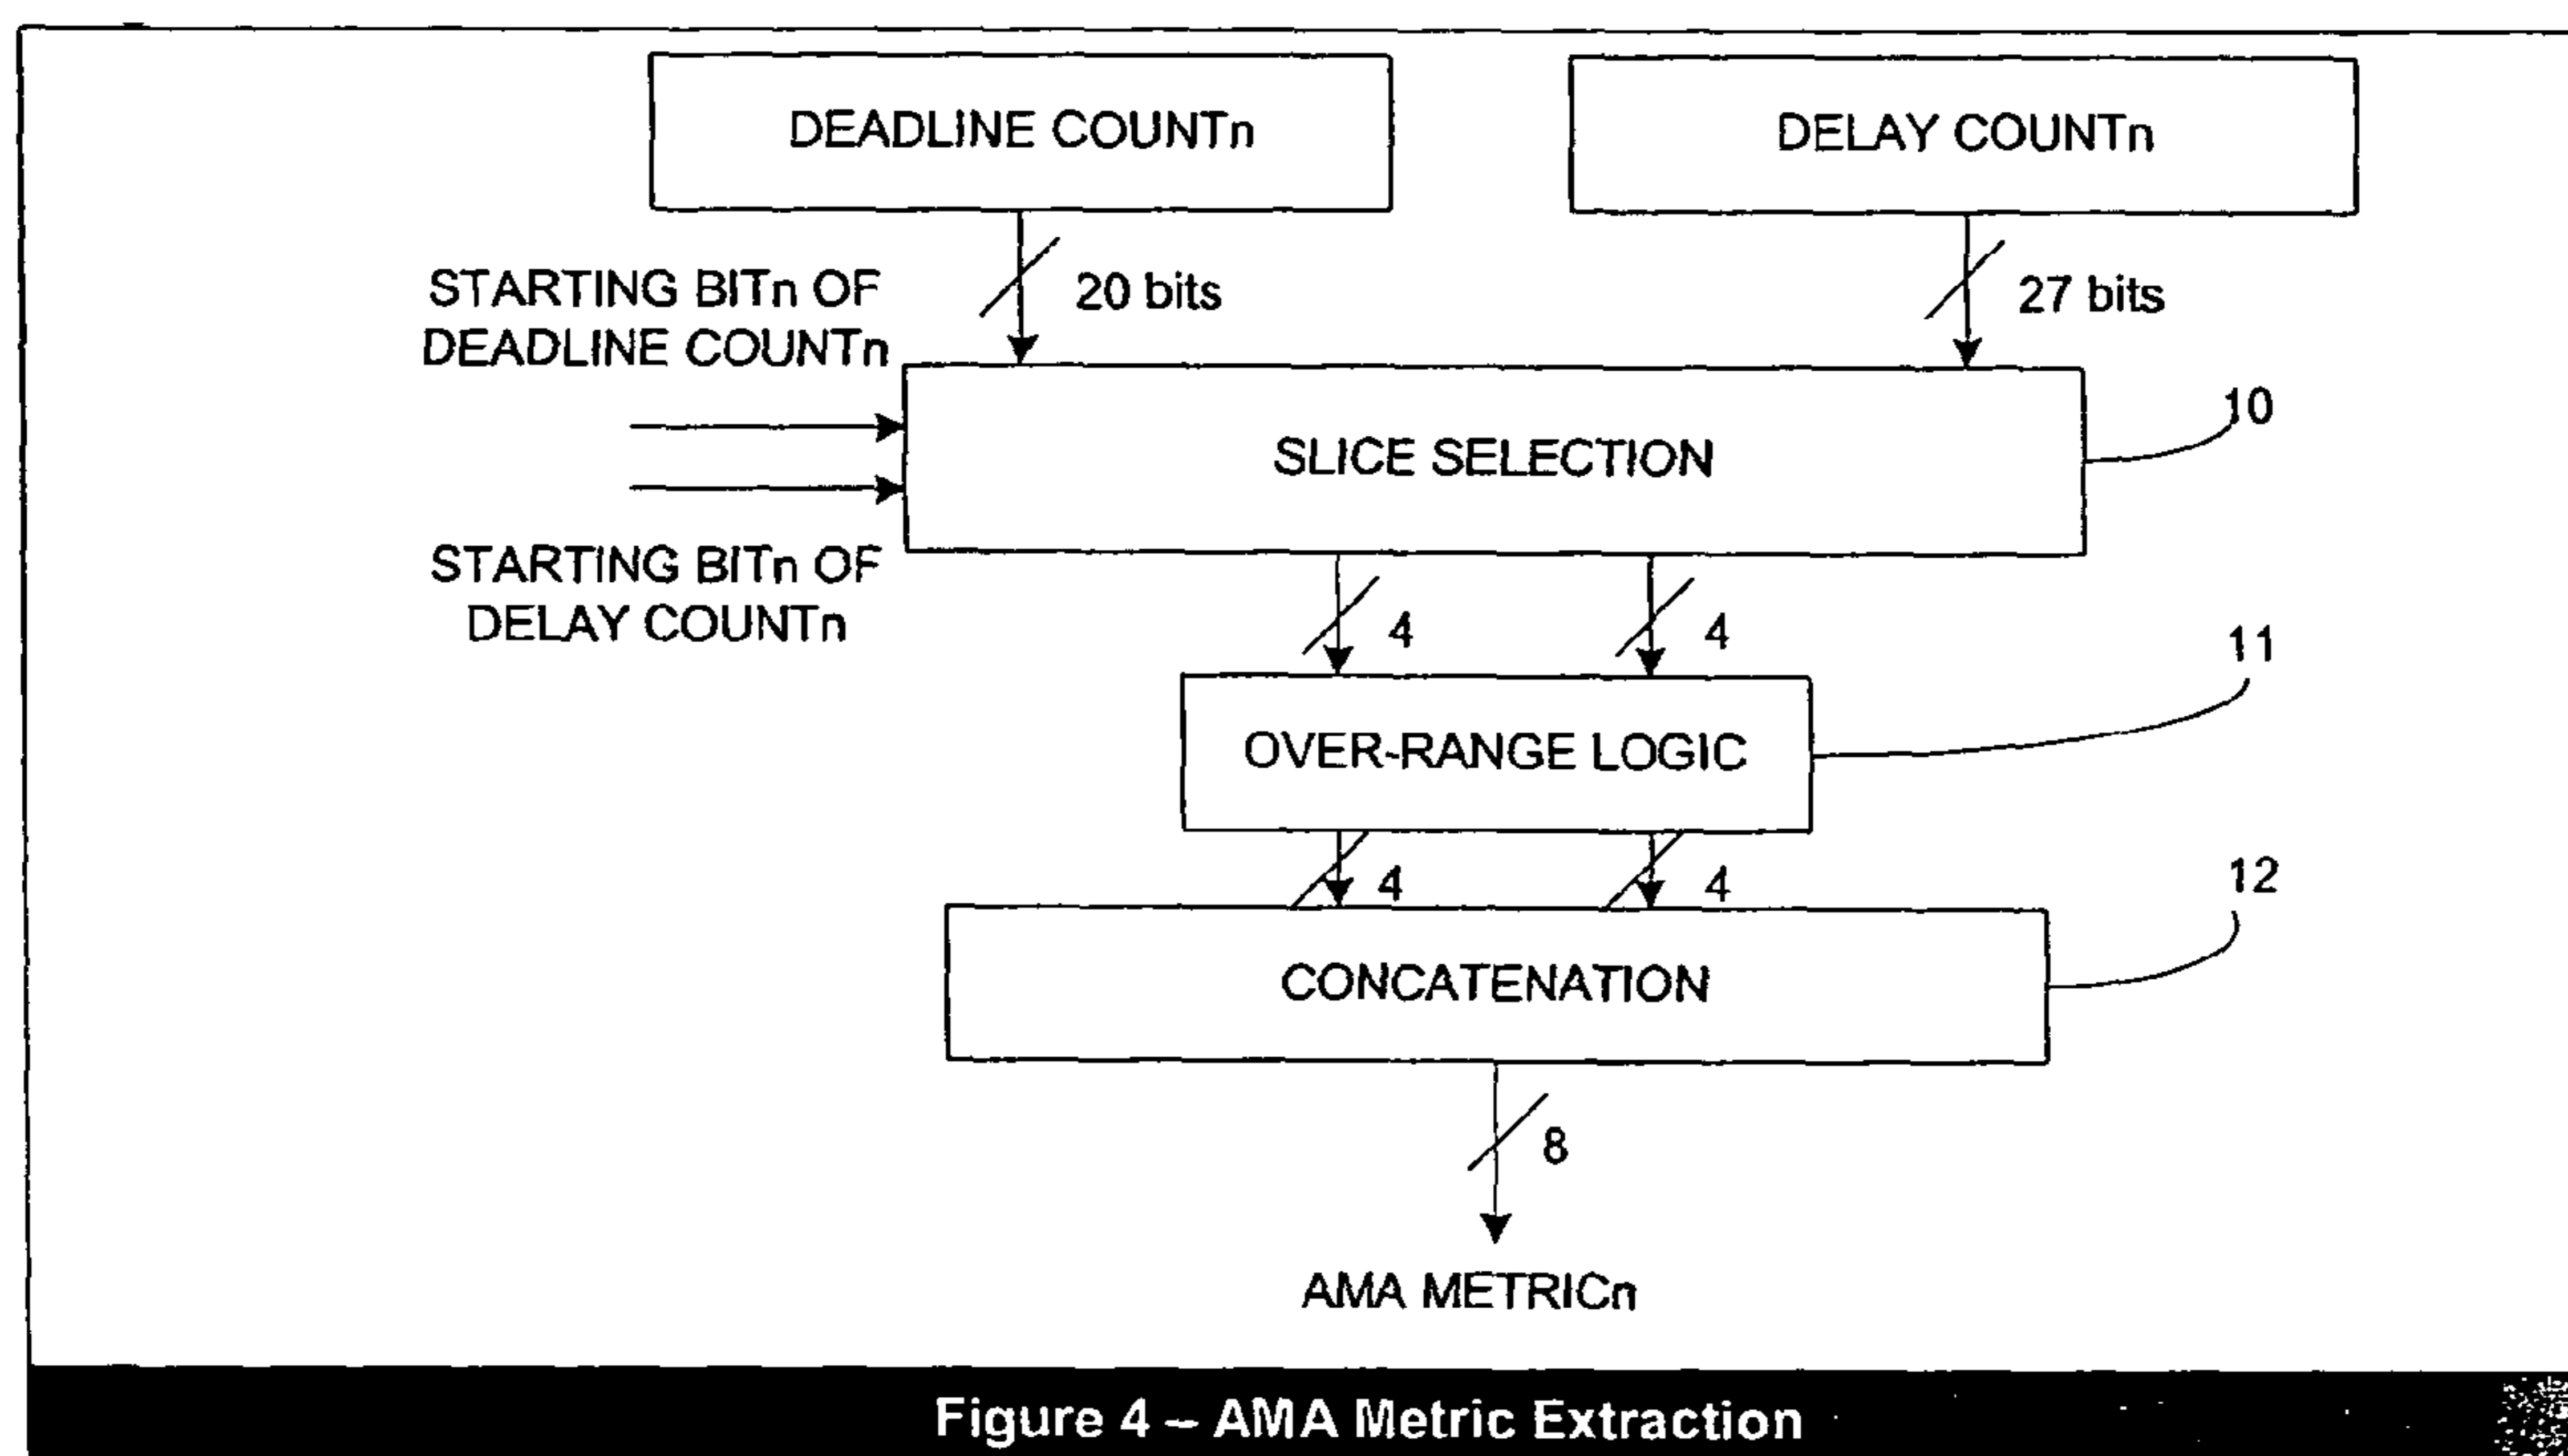 DEADLINE COUNTn
DELAY COUNTn
STARTING BITn OF
DEADLINE COUNTn
20 bits
27 bits
SLICE SELECTION
10
STARTING BITn OF
DELAY COUNTn
4
4
OVER-RANGE LOGIC
11
4
4
CONCATENATION
12
8
AMA METRICn
Figure 4 – AMA Metric Extraction